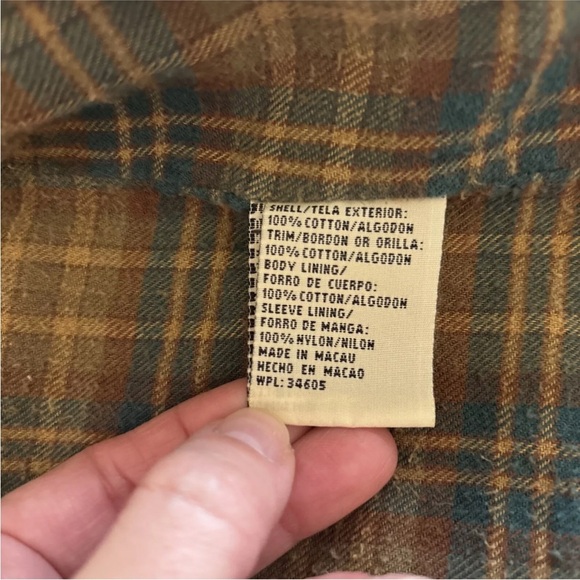 SHELL/TELA EXTERIOR:
100% COTTON/ALGODON
TRIM/BORDON OR ORILLA:
100% COTTON/ALGODON
BODY LINING/
FORRO DE CUERPO:
100% COTTON/ALGODON
SLEEVE LINING/
FORRO DE MANGA:
100% NYLON/NILON
MADE IN MACAU
HECHO EN MACAO
WPL: 34605